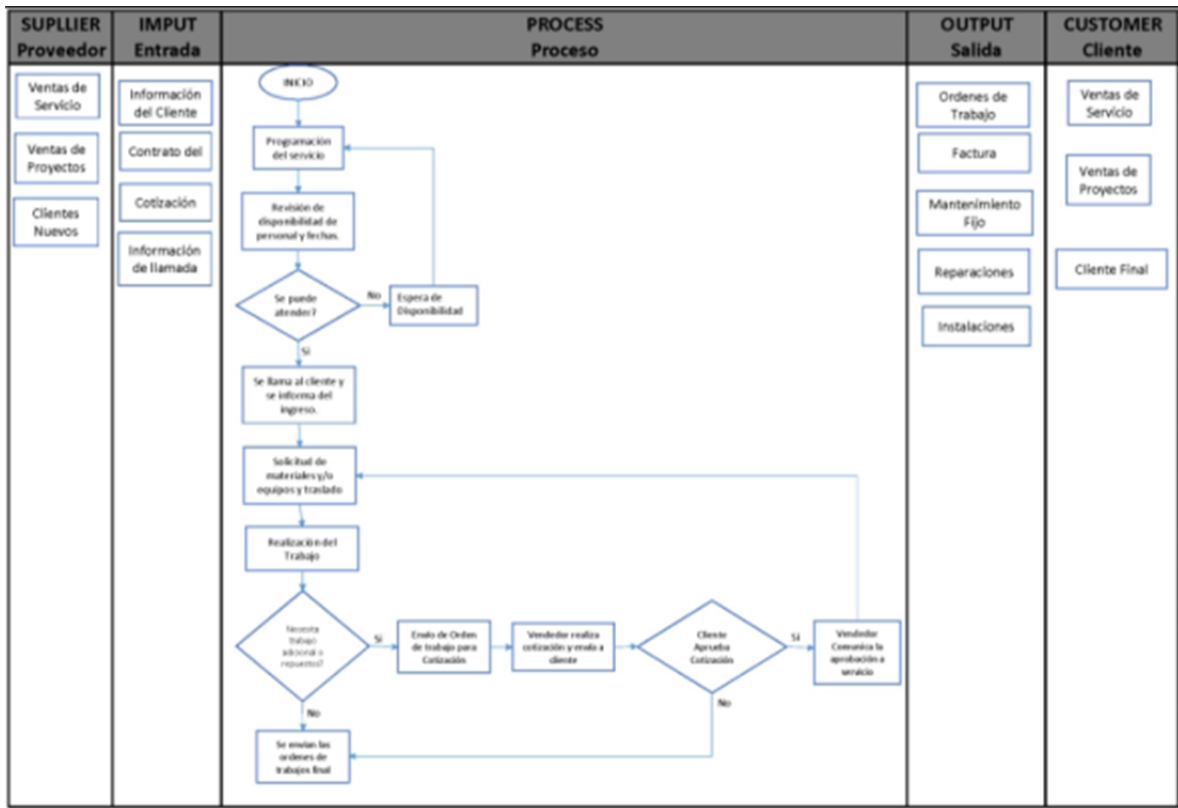 SUPLLIER
Proveedor
IMPUT
Entrada
PROCESS
Proceso
OUTPUT
Salida
CUSTOMER
Cliente
Ventas de
Servicio
Ventas de
Proyectos
Clientes
Nuevos
Información
del Cliente
Contrato del
Cotización
Información
de llamada
INICIO
Programación
del servicio
Revisión de
disponibilidad de
personal y fechas.
Se puede
atender?
No
Espera de
Disponibilidad
Si
Se llama al cliente y
se informa del
ingreso.
Solicitud de
materiales y/o
equipos y traslado
Realización del
Trabajo
Necesita
trabajo
adicional o
repuestos?
Si
Envío de Orden
de trabajo para
Cotización
Vendedor realiza
cotización y envía a
cliente
Cliente
Aprueba
Cotización
Si
Vendedor
Comunica la
aprobación a
servicio
No
No
Se envían las
ordenes de
trabajos final
Ordenes de
Trabajo
Factura
Mantenimiento
Fijo
Reparaciones
Instalaciones
Ventas de
Servicio
Ventas de
Proyectos
Cliente Final